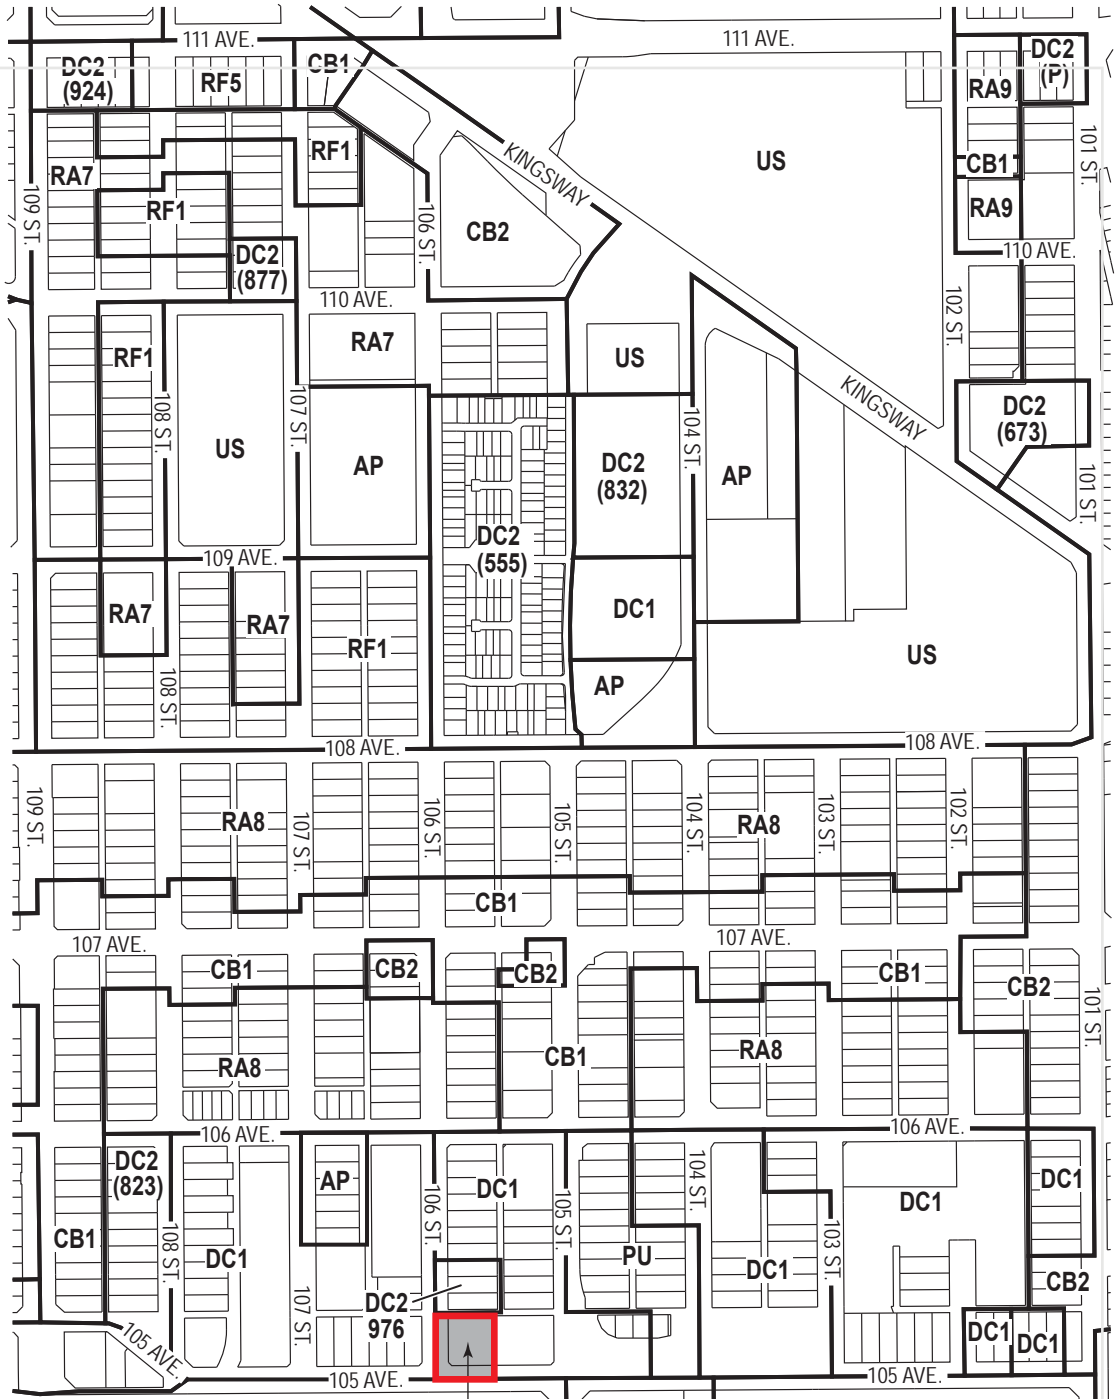 111 AVE.
111 AVE.
DC2
(924)
RF5
CB1
RA9
DC2
(P)
101 ST.
RF1
KINGSWAY
US
CB1
RA7
RF1
109 ST.
106 ST.
CB2
RA9
DC2
(877)
110 AVE.
110 AVE.
102 ST.
RF1
RA7
US
KINGSWAY
108 ST.
107 ST.
104 ST.
DC2
(673)
US
AP
DC2
(832)
AP
101 ST.
DC2
(555)
109 AVE.
RA7
RA7
DC1
RF1
US
108 ST.
AP
108 AVE.
108 AVE.
109 ST.
RA8
107 ST.
106 ST.
105 ST.
104 ST.
RA8
103 ST.
102 ST.
CB1
107 AVE.
107 AVE.
CB1
CB2
CB2
CB1
CB2
101 ST.
RA8
CB1
RA8
106 AVE.
106 AVE.
DC2
(823)
AP
106 ST.
DC1
105 ST.
104 ST.
DC1
DC1
CB1
108 ST.
DC1
PU
DC1
103 ST.
CB2
107 ST.
DC2
976
105 AVE.
DC1
DC1
105 AVE.
105 AVE.